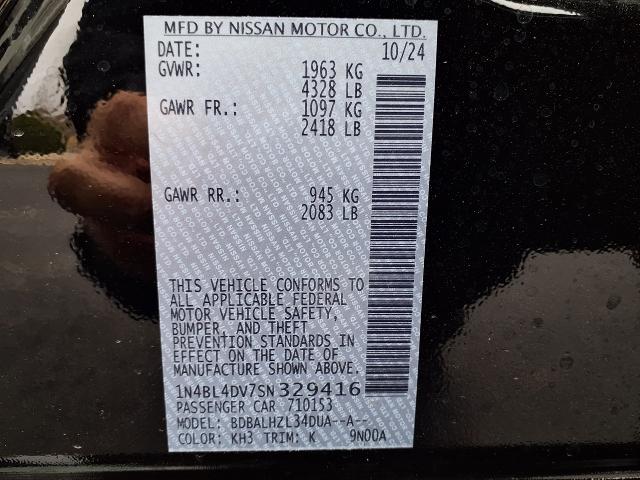 MFD BY NISSAN MOTOR CO., LTD.
DATE: 10/24
GVWR: 1963 KG
4328 LB
GAWR FR.: 1097 KG
2418 LB
GAWR RR.: 945 KG
2083 LB
THIS VEHICLE CONFORMS TO
ALL APPLICABLE FEDERAL
MOTOR VEHICLE SAFETY,
BUMPER, AND THEFT
PREVENTION STANDARDS IN
EFFECT ON THE DATE OF
MANUFACTURE SHOWN ABOVE.
1N4BL4DV7SN329416
PASSENGER CAR 710153
MODEL: BDBALHZL34DUA--A--
COLOR: KH3 TRIM: K 9N00A